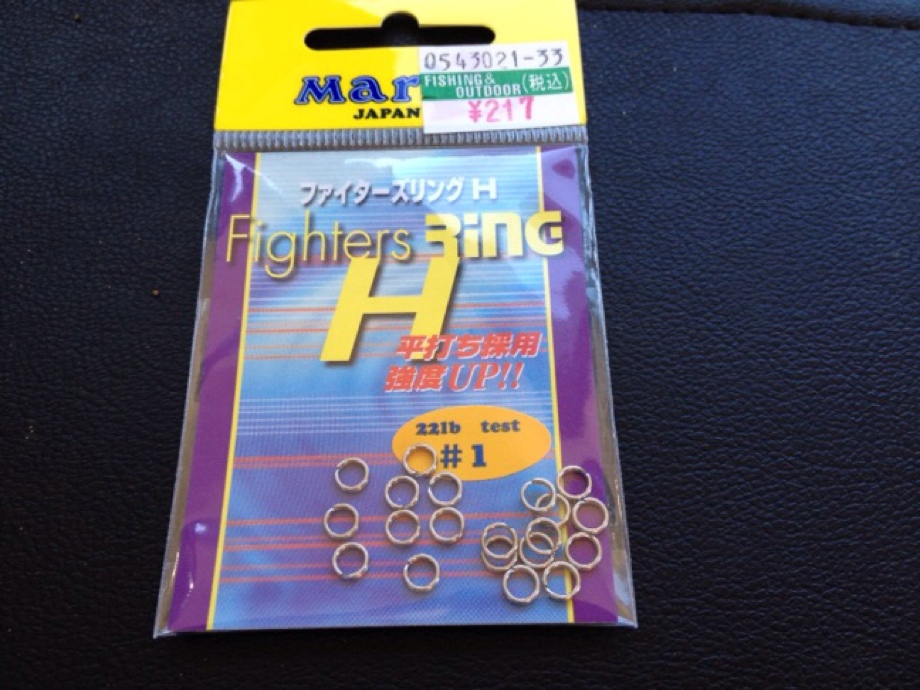 0543021-33
FISHING&
OUTDOOR(税込)
¥217
JAPAN
ファイターズリング H
Fighters RiNG
H
平打ち採用
強度UP!!
22lb test
#1